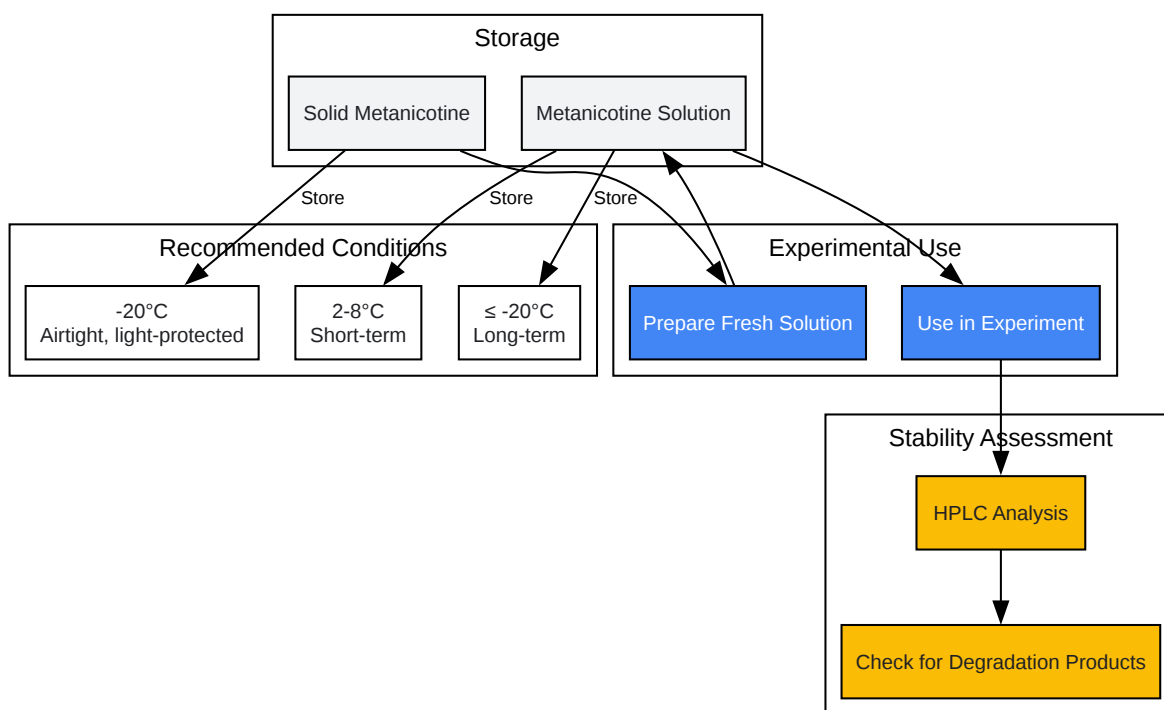 Storage
Solid Metanicotine
Metanicotine Solution
Store
Store
Store
Recommended Conditions
Experimental Use
-20°C
Airtight, light-protected
2-8°C
Short-term
≤ -20°C
Long-term
Prepare Fresh Solution
Use in Experiment
Stability Assessment
HPLC Analysis
Check for Degradation Products